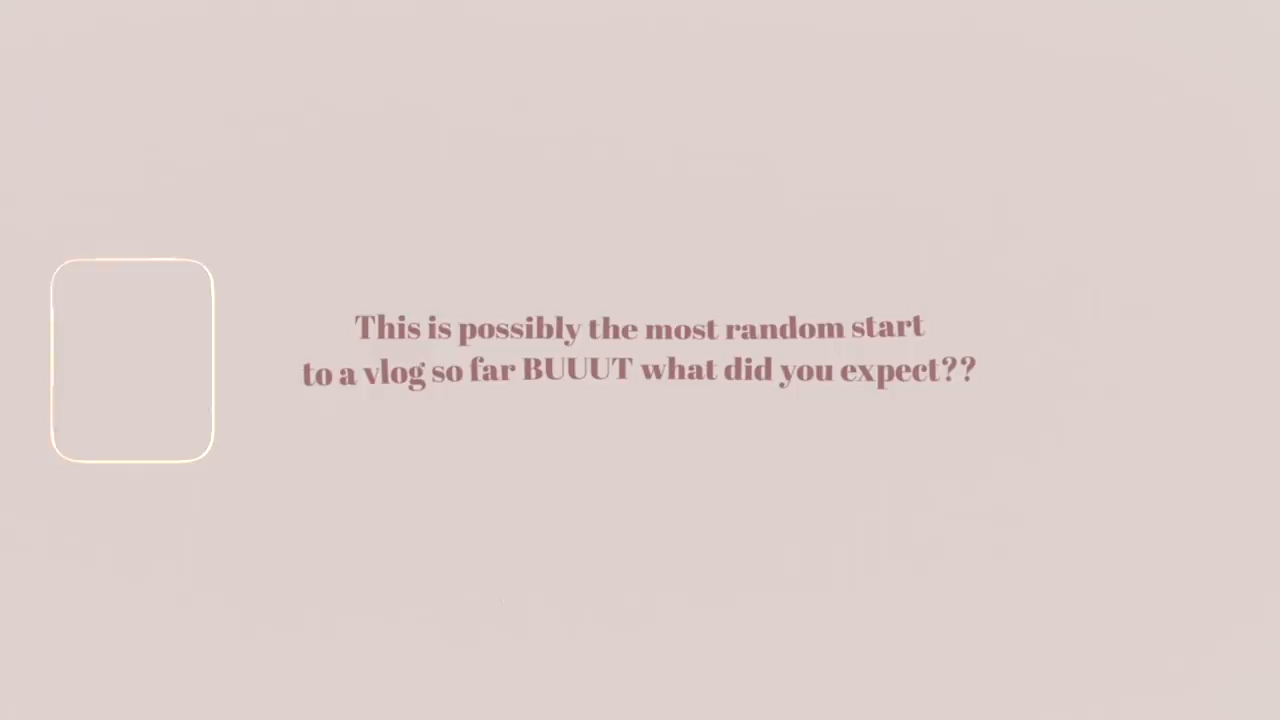 This is possibly the most random start
to a vlog so far BUUUT what did you expect??